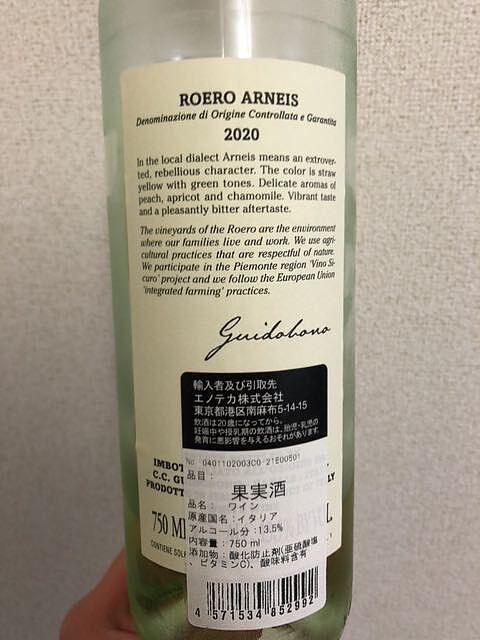 ROERO ARNEIS
Denominazione di Origine Controllata e Garantita
2020
In the local dialect Arneis means an extrover-
ted, rebellious character. The color is straw
yellow with green tones. Delicate aromas of
peach, apricot and chamomile. Vibrant taste
and a pleasantly bitter aftertaste.
The vineyards of the Roero are the environment
where our families live and work. We use agri-
cultural practices that are respectful of nature.
We participate in the Piemonte region 'Vino Si-
curo' project and we follow the European Union
'integrated farming' practices.
Guidobono
輸入者及び引取先
エノテカ株式会社
東京都港区南麻布5-14-15
飲酒は20歳になってから。
妊娠中や授乳期の飲酒は、胎児・乳児の
発育に悪影響を与えるおそれがあります。
No. 0401102003C0 21E00501
品目:
果実酒
IMBOT
C.C. GU
PRODOTT
LY
品名: ワイン
原産国名:イタリア
アルコール分:13.5%
内容量:750 ml
添加物:酸化防止剤(亜硫酸塩
、ビタミンC)、酸味料含有
750 M
L
CONTIENE SOLF
4 571534 852992